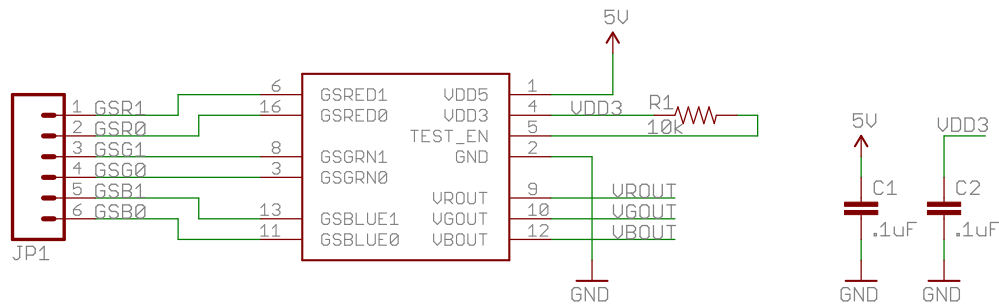 5V
6 GSRED1 VDD5 1
1 GSR1 16 GSRED0 VDD3 4 VDD3 R1
2 GSR0 TEST_EN 5 10k
3 GSG1 8 GSGRN1 GND 2
4 GSG0 3 GSGRN0
5 GSB1 VROUT 9 VROUT
6 GSB0 13 GSBLUE1 VGOUT 10 VGOUT
11 GSBLUE0 VBOUT 12 VBOUT
JP1
GND
5V VDD3
C1 C2
.1uF .1uF
GND GND